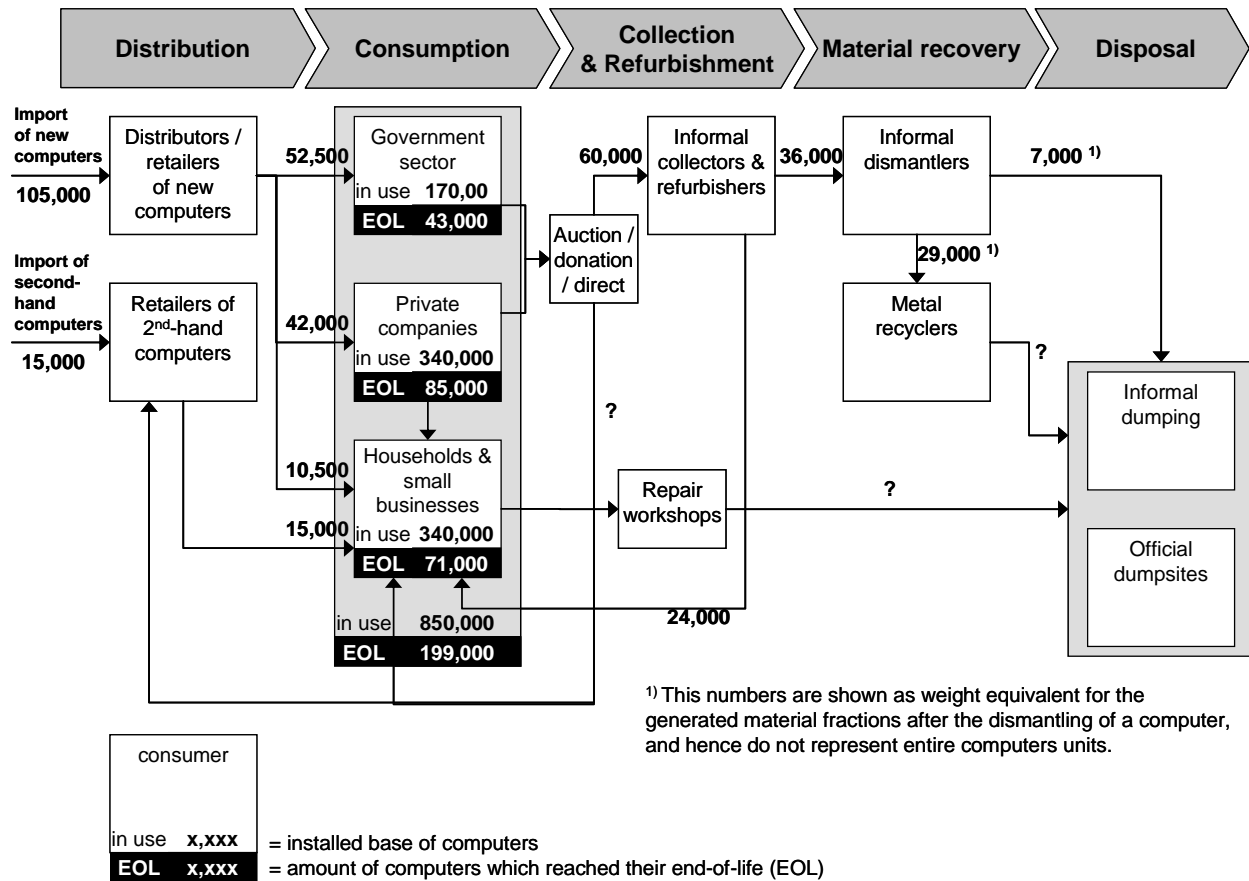 Distribution
Consumption
Collection
& Refurbishment
Material recovery
Disposal
Import
of new
computers
105,000
Distributors /
retailers
of new
computers
52,500
Government
sector
in use 170,00
EOL 43,000
60,000
Informal
collectors &
refurbishers
36,000
Informal
dismantlers
7,000 1)
Auction /
donation
/ direct
29,000 1)
Import of
second-
hand
computers
15,000
Retailers of
2nd-hand
computers
42,000
Private
companies
in use 340,000
EOL 85,000
Metal
recyclers
?
?
Informal
dumping
10,500
15,000
Households &
small
businesses
in use 340,000
EOL 71,000
Repair
workshops
?
Official
dumpsites
24,000
in use 850,000
EOL 199,000
1) This numbers are shown as weight equivalent for the
generated material fractions after the dismantling of a computer,
and hence do not represent entire computers units.
consumer
in use x,xxx = installed base of computers
EOL x,xxx = amount of computers which reached their end-of-life (EOL)